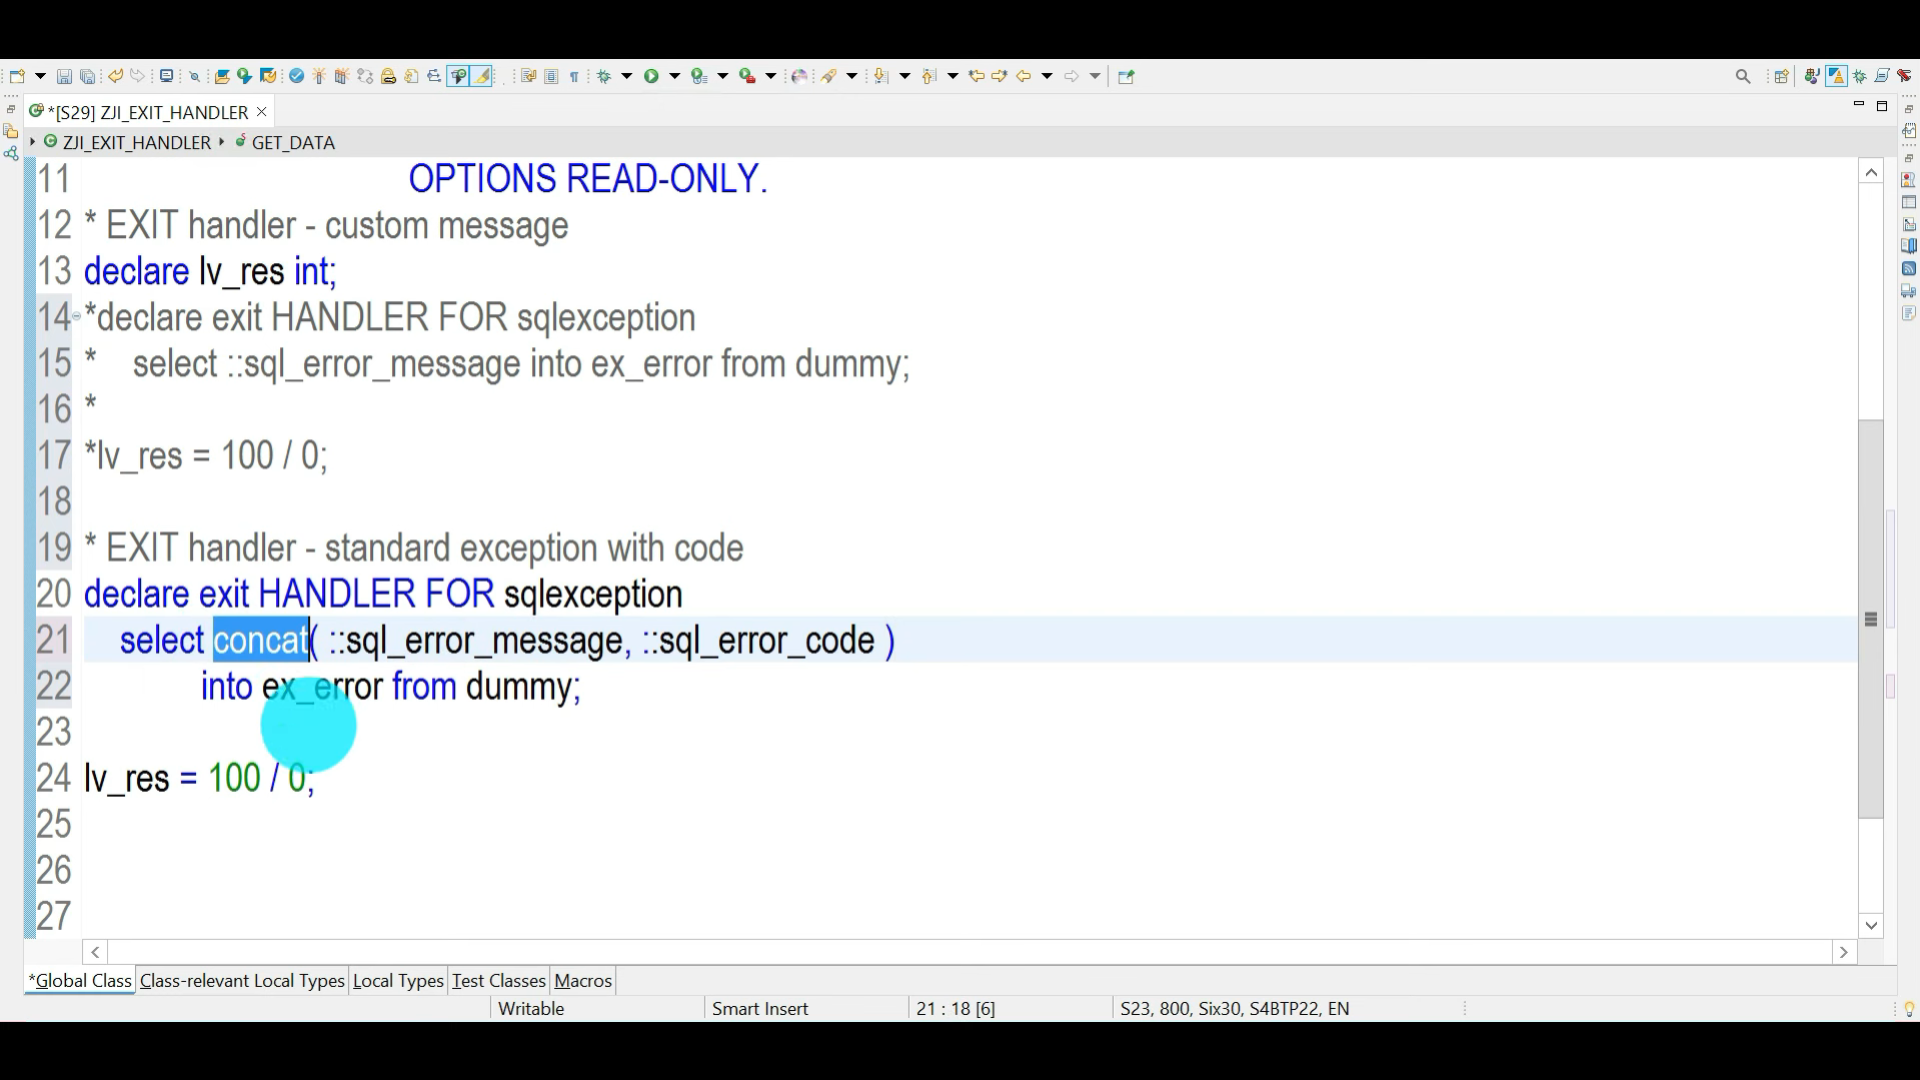 *[S29] ZJI_EXIT_HANDLER
ZJI_EXIT_HANDLER GET_DATA
11 OPTIONS READ-ONLY.
12 * EXIT handler - custom message
13 declare lv_res int;
14 *declare exit HANDLER FOR sqlexception
15 * select ::sql_error_message into ex_error from dummy;
16 *
17 *lv_res = 100 / 0;
18
19 * EXIT handler - standard exception with code
20 declare exit HANDLER FOR sqlexception
21 select concat( ::sql_error_message, ::sql_error_code )
22 into ex_error from dummy;
23
24 lv_res = 100 / 0;
25
26
27
*Global Class Class-relevant Local Types Local Types Test Classes Macros
Writable Smart Insert 21 : 18 [6] S23, 800, Six30, S4BTP22, EN